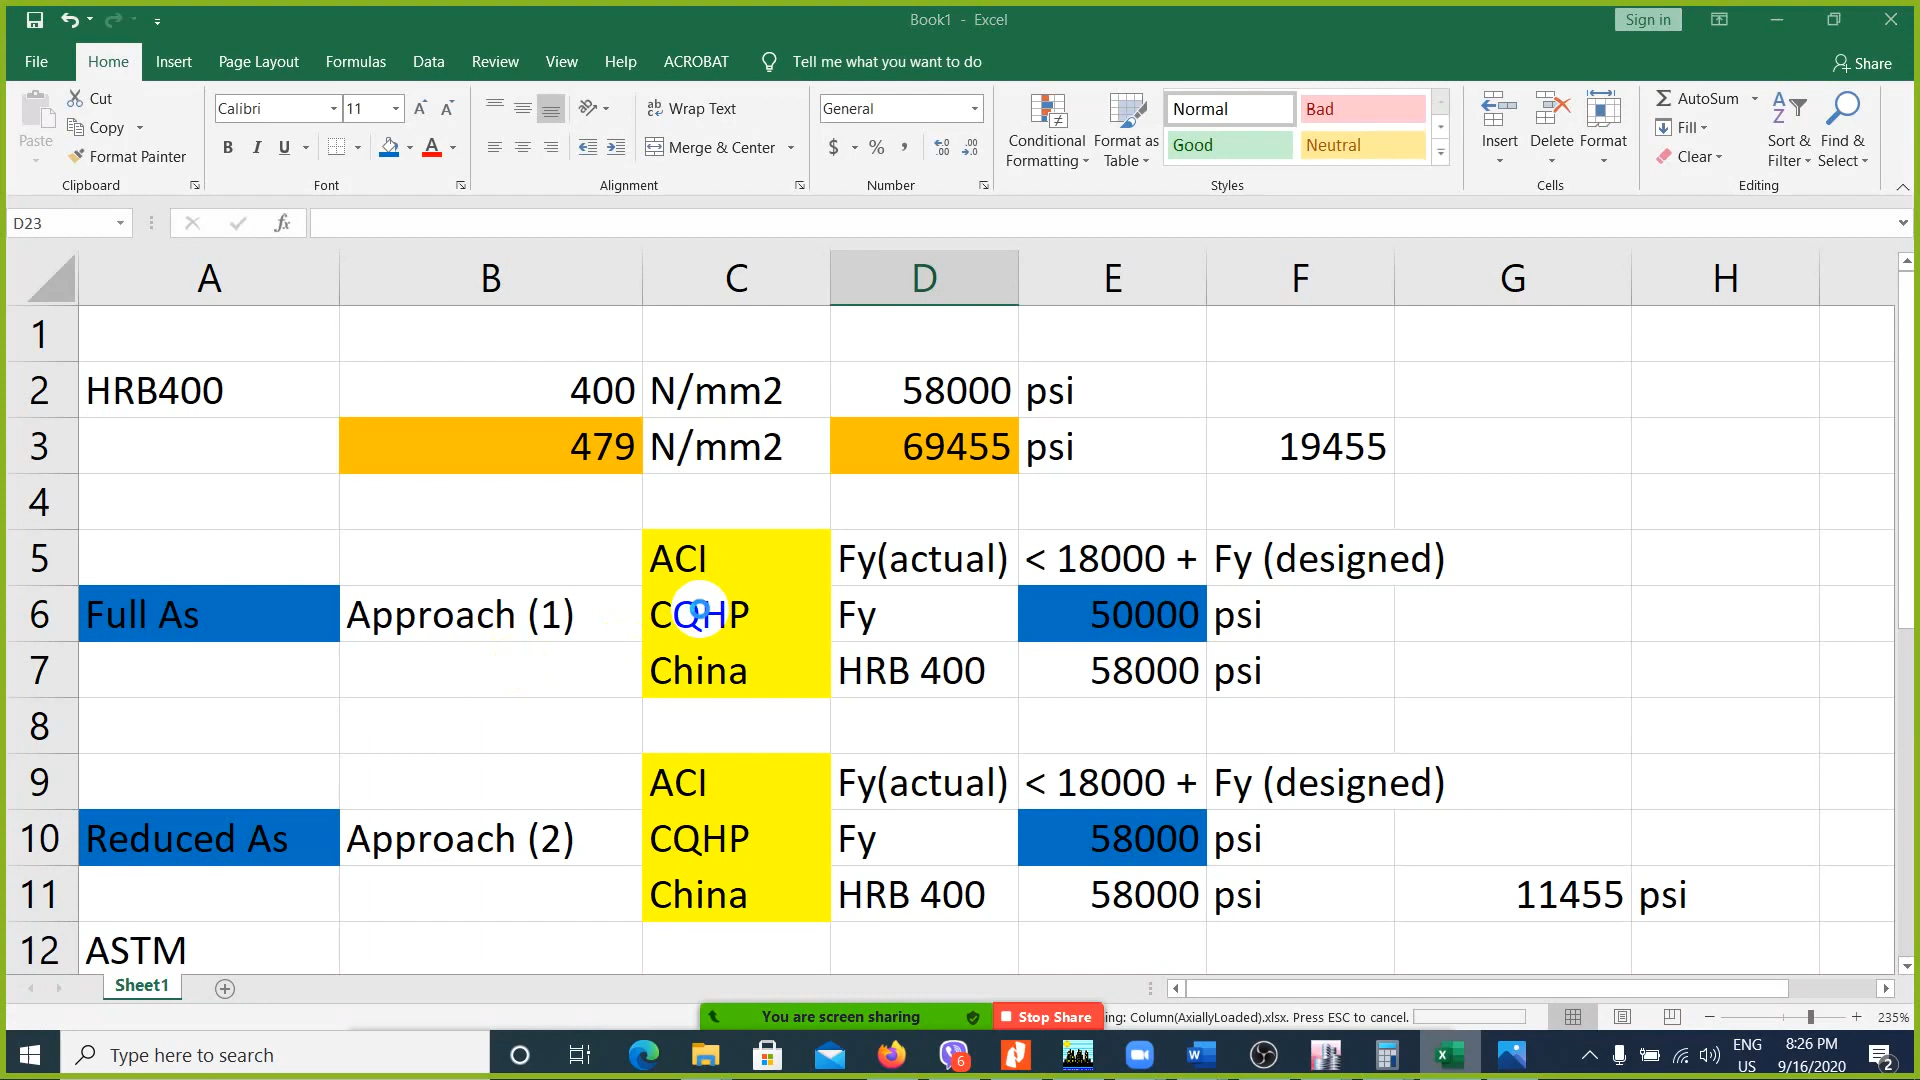 Book1 - Excel
Sign in
File Home Insert Page Layout Formulas Data Review View Help ACROBAT Tell me what you want to do
Share
Paste
Cut
Copy
Format Painter
Clipboard
Calibri 11
B I U A
Font
Wrap Text
Merge & Center
Alignment
General
$ % ,
Number
Conditional Formatting
Format as Table
Normal Bad
Good Neutral
Styles
Insert Delete Format
Cells
AutoSum
Fill
Clear
Sort & Filter
Find & Select
Editing
D23 fx
A B C D E F G H
1
2 HRB400 400 N/mm2 58000 psi
3 479 N/mm2 69455 psi 19455
4
5 ACI Fy(actual) < 18000 + Fy (designed)
6 Full As Approach (1) CQHP Fy 50000 psi
7 China HRB 400 58000 psi
8
9 ACI Fy(actual) < 18000 + Fy (designed)
10 Reduced As Approach (2) CQHP Fy 58000 psi
11 China HRB 400 58000 psi 11455 psi
12 ASTM
Sheet1
You are screen sharing Stop Share ing: Column(AxiallyLoaded).xlsx. Press ESC to cancel. 235%
Type here to search
6
ENG
US
8:26 PM
9/16/2020
2